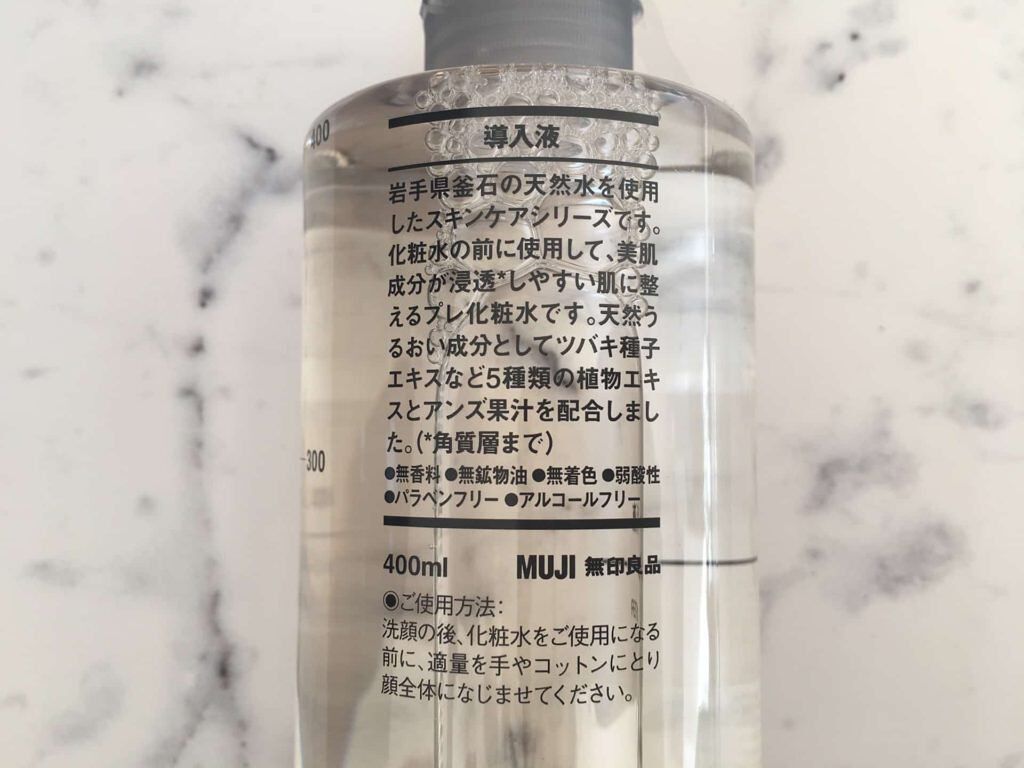 400
導入液
岩手県釜石の天然水を使用
したスキンケアシリーズです。
化粧水の前に使用して、美肌
成分が浸透*しやすい肌に整
えるプレ化粧水です。天然う
るおい成分としてツバキ種子
エキスなど5種類の植物エキ
スとアンズ果汁を配合しまし
た。(*角質層まで)
300
●無香料 ●無鉱物油 ●無着色 ●弱酸性
●パラベンフリー ●アルコールフリー
400ml MUJI 無印良品
◉ご使用方法：
洗顔の後、化粧水をご使用になる
前に、適量を手やコットンにとり
顔全体になじませてください。